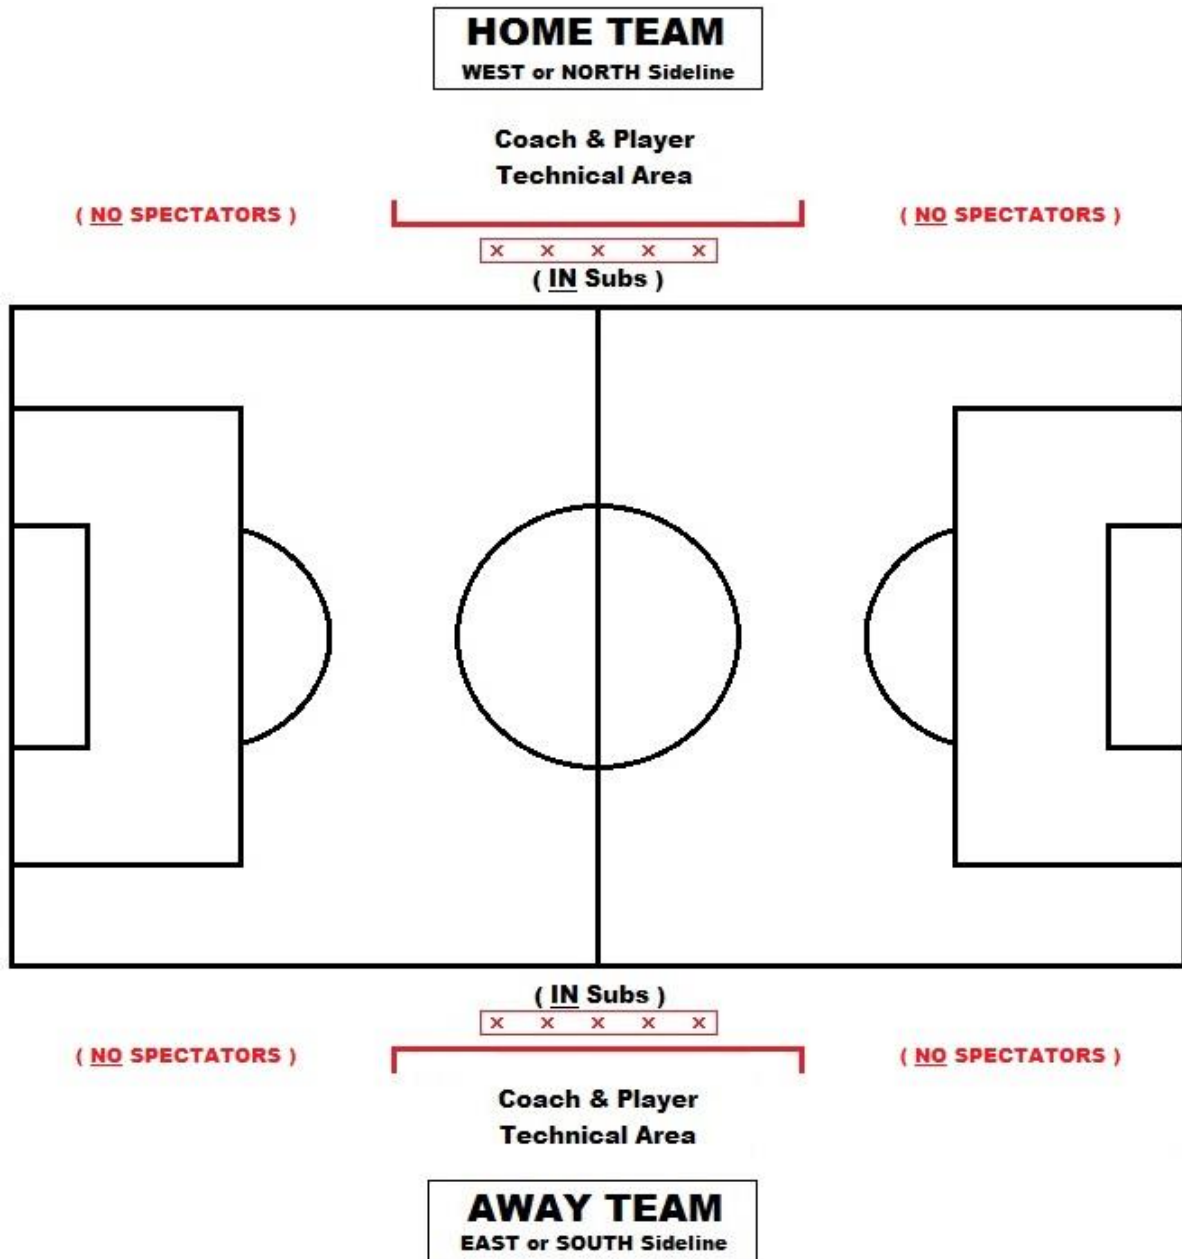 HOME TEAM
WEST or NORTH Sideline
Coach & Player
Technical Area
( NO SPECTATORS )
( NO SPECTATORS )
X X X X X
( IN Subs )
( IN Subs )
X X X X X
( NO SPECTATORS )
( NO SPECTATORS )
Coach & Player
Technical Area
AWAY TEAM
EAST or SOUTH Sideline